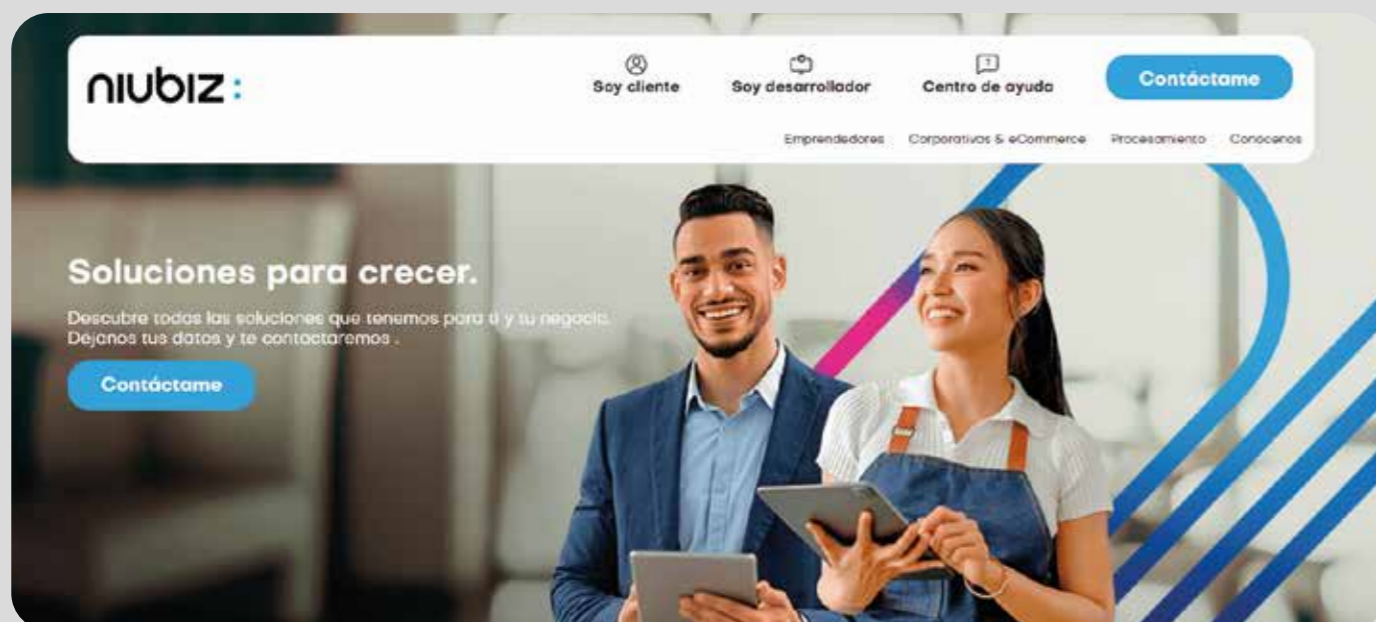 niubiz:
Soy cliente
Soy desarrollador
Centro de ayuda
Contáctame
Emprendedores
Corporativos & eCommerce
Procesamiento
Conócenos
Soluciones para crecer.
Descubre todas las soluciones que tenemos para ti y tu negocio.
Déjanos tus datos y te contactaremos .
Contáctame